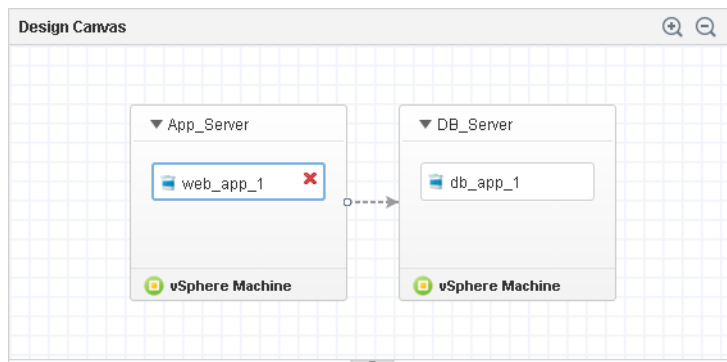 Design Canvas
App_Server
DB_Server
web_app_1
db_app_1
vSphere Machine
vSphere Machine